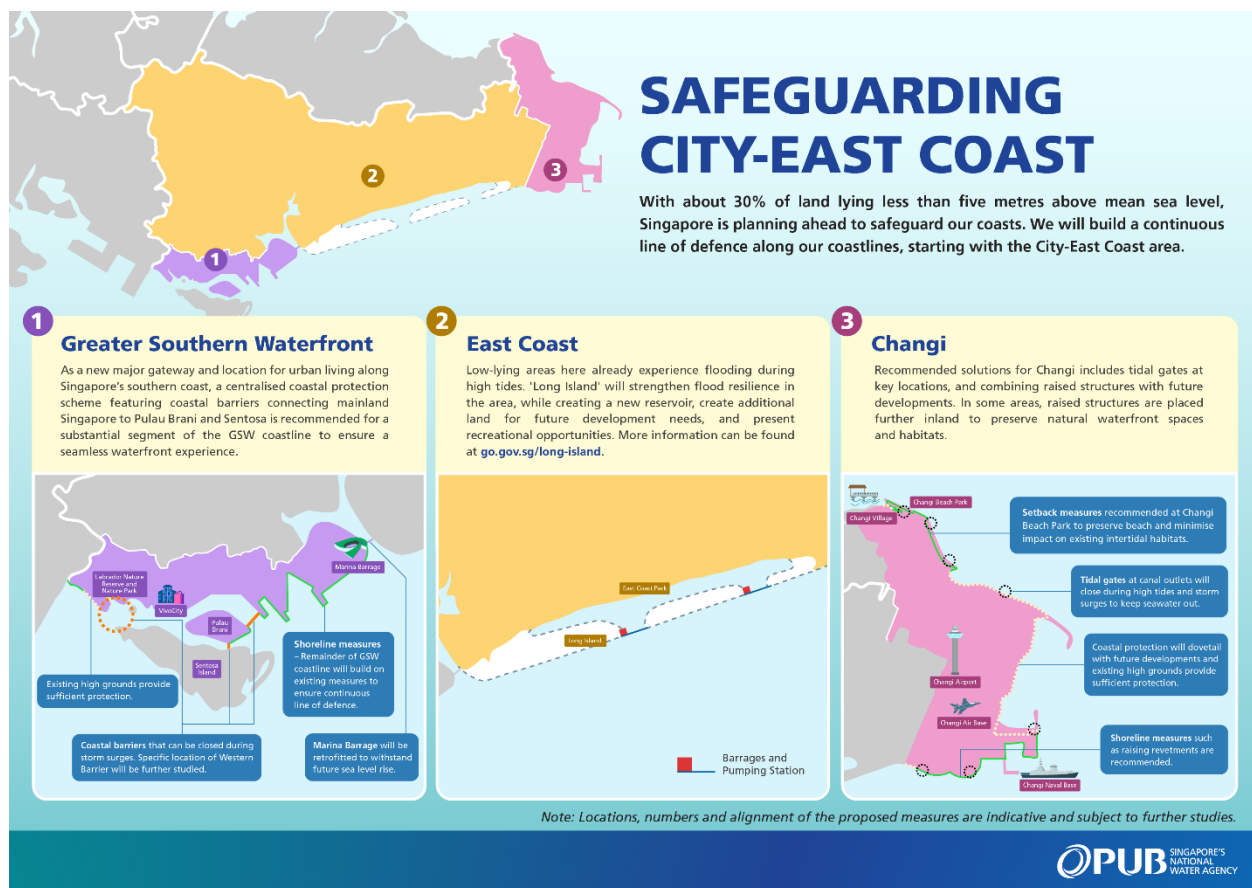 SAFEGUARDING
CITY-EAST COAST
With about 30% of land lying less than five metres above mean sea level,
Singapore is planning ahead to safeguard our coasts. We will build a continuous
line of defence along our coastlines, starting with the City-East Coast area.
1
2
3
1
Greater Southern Waterfront
As a new major gateway and location for urban living along
Singapore's southern coast, a centralised coastal protection
scheme featuring coastal barriers connecting mainland
Singapore to Pulau Brani and Sentosa is recommended for a
substantial segment of the GSW coastline to ensure a
seamless waterfront experience.
Labrador Nature
Reserve and
Nature Park
VivoCity
Pulau
Brani
Sentosa
Island
Marina Barrage
Existing high grounds provide
sufficient protection.
Shoreline measures
– Remainder of GSW
coastline will build on
existing measures to
ensure continuous
line of defence.
Coastal barriers that can be closed during
storm surges. Specific location of Western
Barrier will be further studied.
Marina Barrage will be
retrofitted to withstand
future sea level rise.
2
East Coast
Low-lying areas here already experience flooding during
high tides. 'Long Island' will strengthen flood resilience in
the area, while creating a new reservoir, create additional
land for future development needs, and present
recreational opportunities. More information can be found
at go.gov.sg/long-island.
East Coast Park
Long Island
Barrages and
Pumping Station
3
Changi
Recommended solutions for Changi includes tidal gates at
key locations, and combining raised structures with future
developments. In some areas, raised structures are placed
further inland to preserve natural waterfront spaces
and habitats.
Changi Beach Park
Changi Village
Setback measures recommended at Changi
Beach Park to preserve beach and minimise
impact on existing intertidal habitats.
Tidal gates at canal outlets will
close during high tides and storm
surges to keep seawater out.
Coastal protection will dovetail
with future developments and
existing high grounds provide
sufficient protection.
Changi Airport
Changi Air Base
Shoreline measures such
as raising revetments are
recommended.
Changi Naval Base
Note: Locations, numbers and alignment of the proposed measures are indicative and subject to further studies.
PUB
SINGAPORE'S
NATIONAL
WATER AGENCY